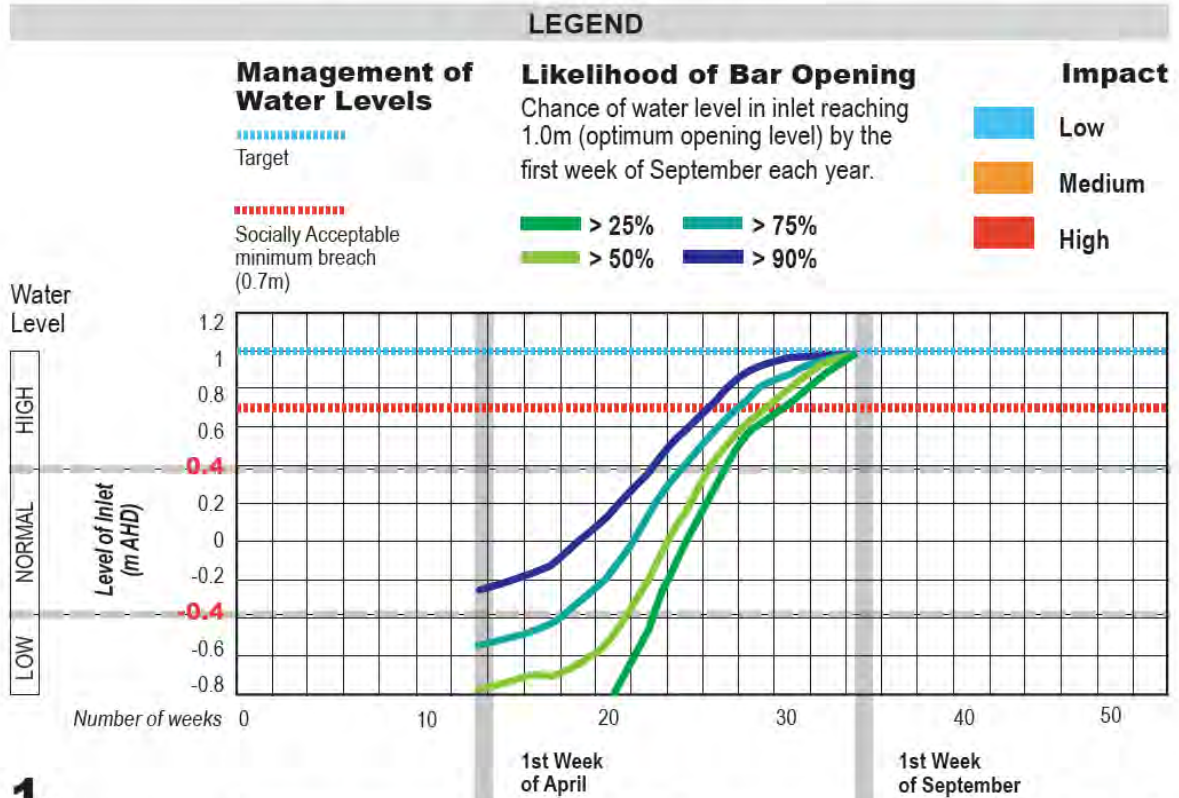 LEGEND
Management of
Water Levels
Target
Socially Acceptable
minimum breach
(0.7m)
Likelihood of Bar Opening
Chance of water level in inlet reaching
1.0m (optimum opening level) by the
first week of September each year.
> 25%
> 75%
> 50%
> 90%
Impact
Low
Medium
High
Water
Level
HIGH
NORMAL
LOW
Level of Inlet
(m AHD)
1.2
1
0.8
0.6
0.4
0.2
0
-0.2
-0.4
-0.6
-0.8
Number of weeks 0 10 20 30 40 50
1st Week
of April
1st Week
of September
1